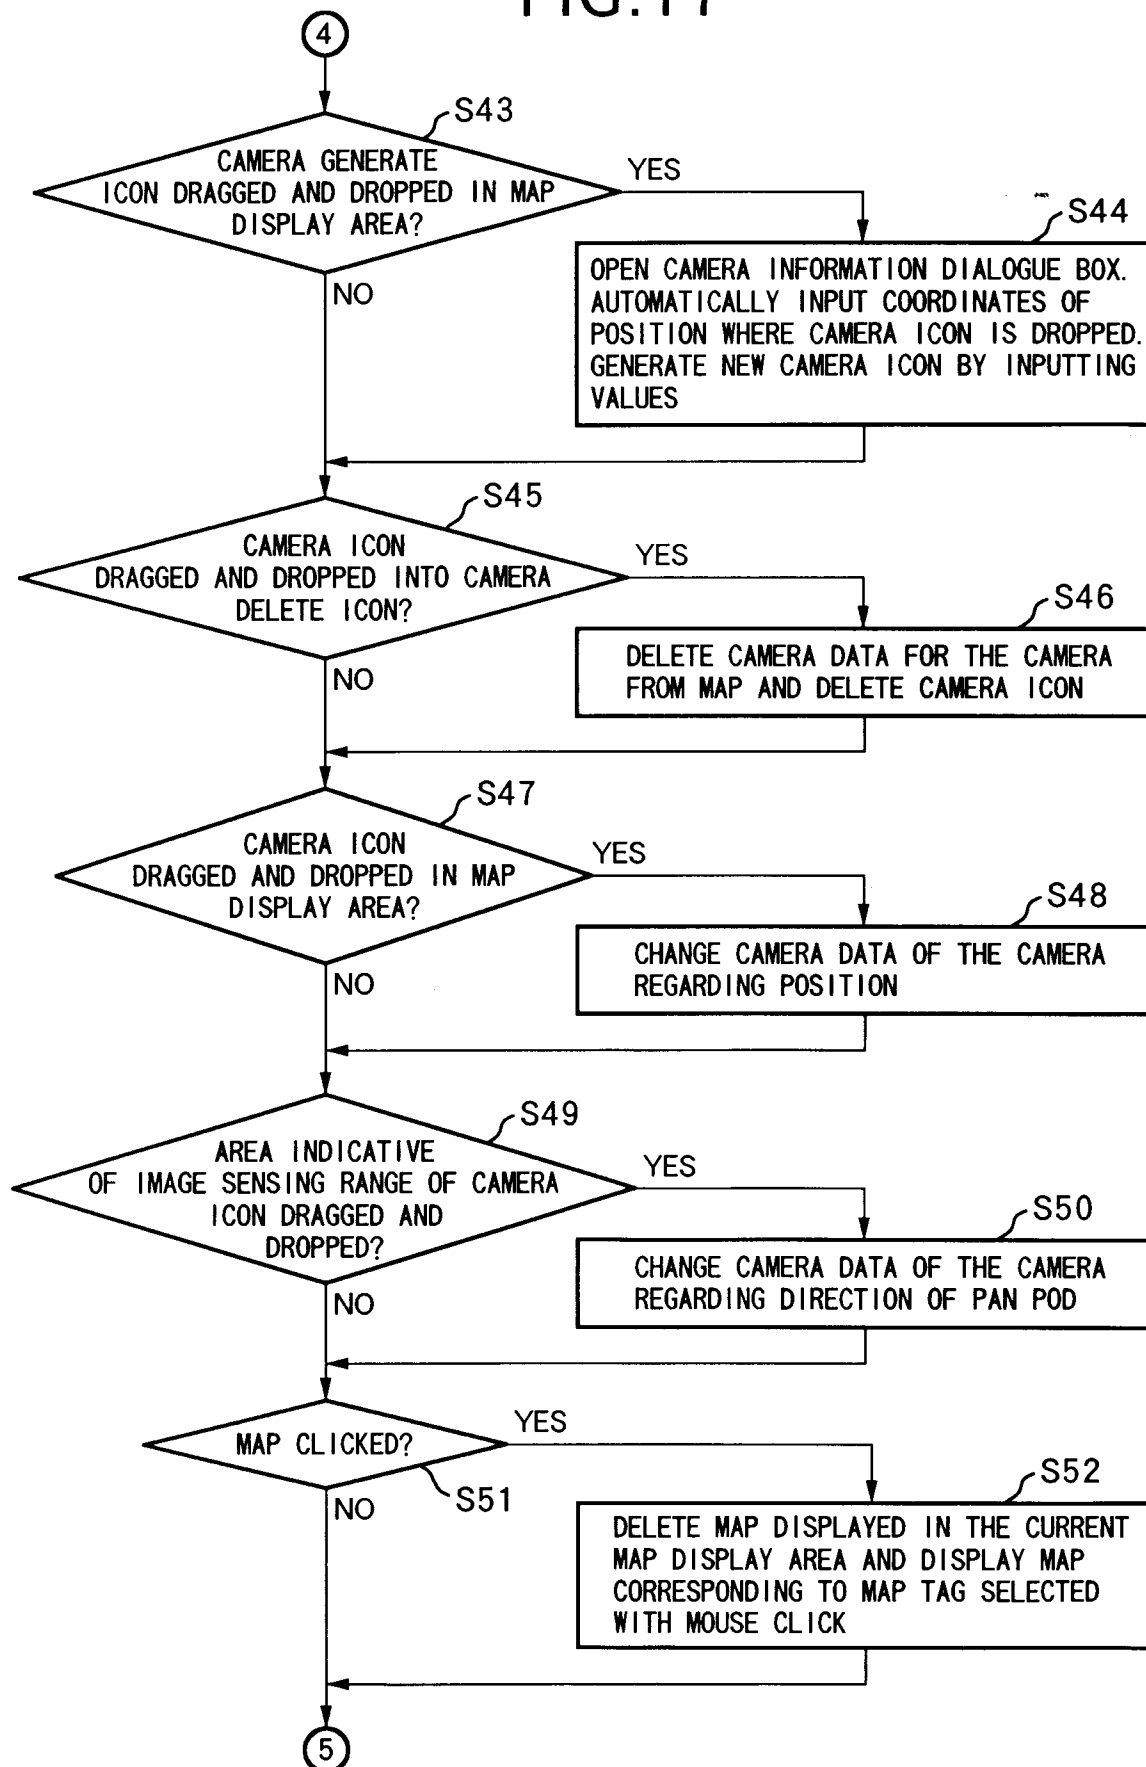 FIG.17
4
S43
CAMERA GENERATE
ICON DRAGGED AND DROPPED IN MAP
DISPLAY AREA?
YES
NO
S44
OPEN CAMERA INFORMATION DIALOGUE BOX.
AUTOMATICALLY INPUT COORDINATES OF
POSITION WHERE CAMERA ICON IS DROPPED.
GENERATE NEW CAMERA ICON BY INPUTTING
VALUES
S45
CAMERA ICON
DRAGGED AND DROPPED INTO CAMERA
DELETE ICON?
YES
NO
S46
DELETE CAMERA DATA FOR THE CAMERA
FROM MAP AND DELETE CAMERA ICON
S47
CAMERA ICON
DRAGGED AND DROPPED IN MAP
DISPLAY AREA?
YES
NO
S48
CHANGE CAMERA DATA OF THE CAMERA
REGARDING POSITION
S49
AREA INDICATIVE
OF IMAGE SENSING RANGE OF CAMERA
ICON DRAGGED AND
DROPPED?
YES
NO
S50
CHANGE CAMERA DATA OF THE CAMERA
REGARDING DIRECTION OF PAN POD
MAP CLICKED?
YES
S51
NO
S52
DELETE MAP DISPLAYED IN THE CURRENT
MAP DISPLAY AREA AND DISPLAY MAP
CORRESPONDING TO MAP TAG SELECTED
WITH MOUSE CLICK
5